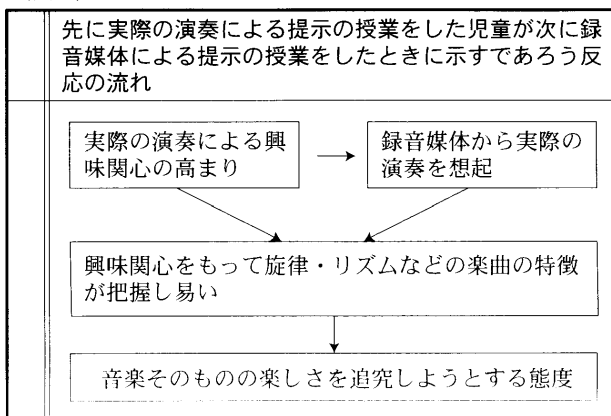 先に実際の演奏による提示の授業をした児童が次に録
音媒体による提示の授業をしたときに示すであろう反
応の流れ
実際の演奏による興
味関心の高まり
録音媒体から実際の
演奏を想起
興味関心をもって旋律・リズムなどの楽曲の特徴
が把握し易い
音楽そのものの楽しさを追究しようとする態度